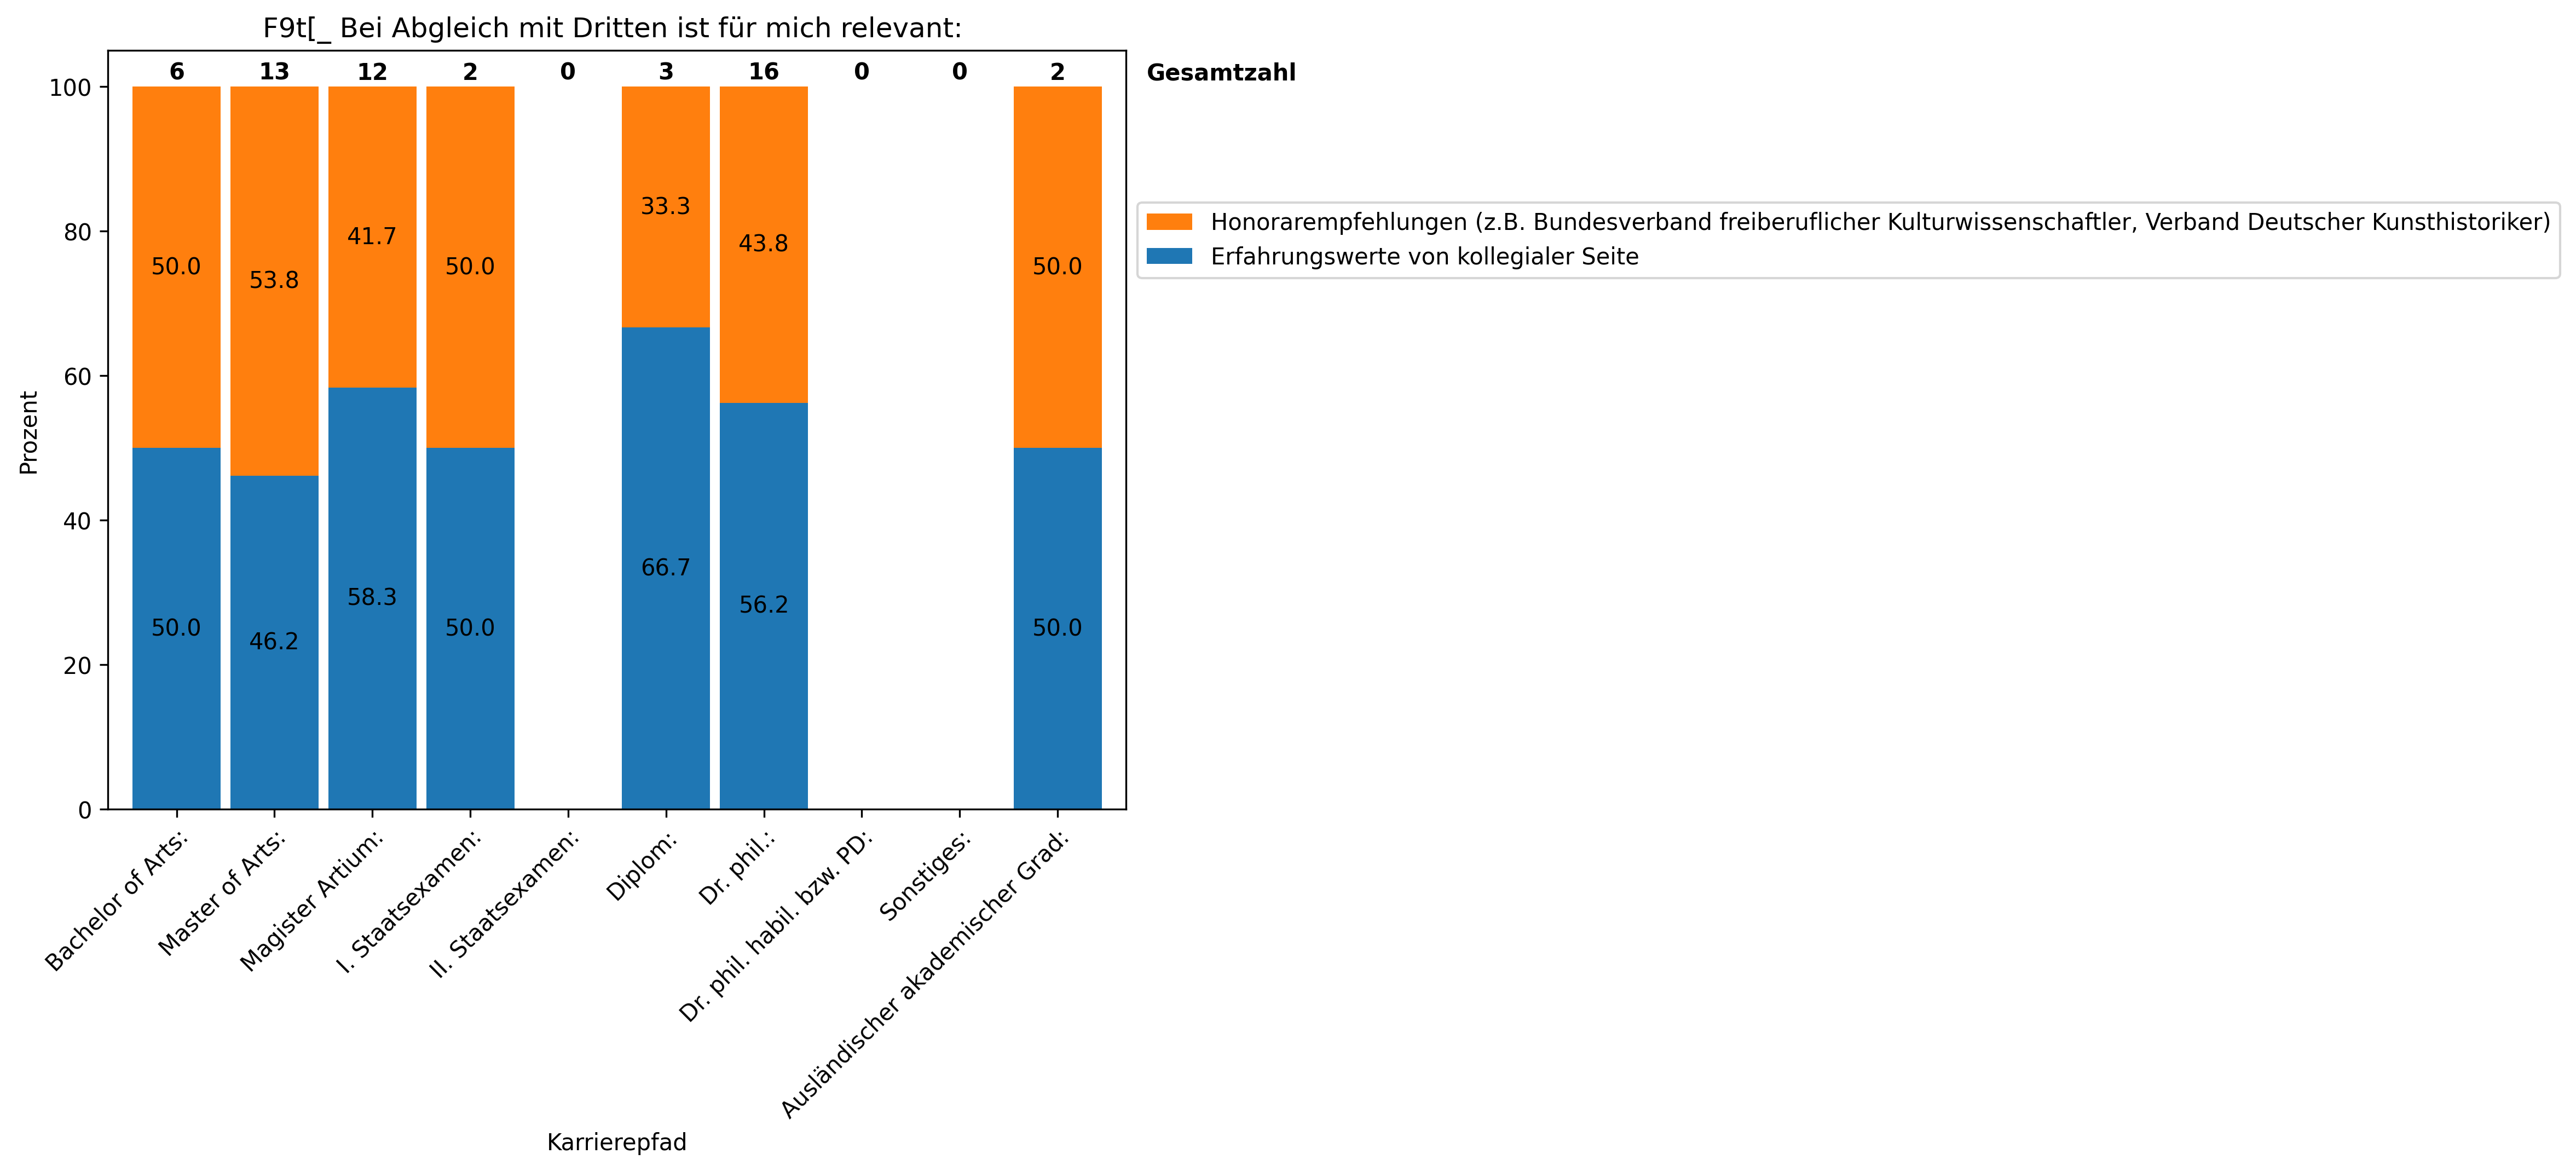 F9t[_ Bei Abgleich mit Dritten ist für mich relevant:
6 13 12 2 0 3 16 0 0 2 Gesamtzahl
100
80
60
40
20
0
Prozent
50.0 53.8 41.7 50.0 33.3 43.8 50.0
50.0 46.2 58.3 50.0 66.7 56.2 50.0
Honorarempfehlungen (z.B. Bundesverband freiberuflicher Kulturwissenschaftler, Verband Deutscher Kunsthistoriker)
Erfahrungswerte von kollegialer Seite
Bachelor of Arts:
Master of Arts:
Magister Artium:
I. Staatsexamen:
II. Staatsexamen:
Diplom:
Dr. phil.:
Dr. phil. habil. bzw. PD:
Sonstiges:
Ausländischer akademischer Grad:
Karrierepfad